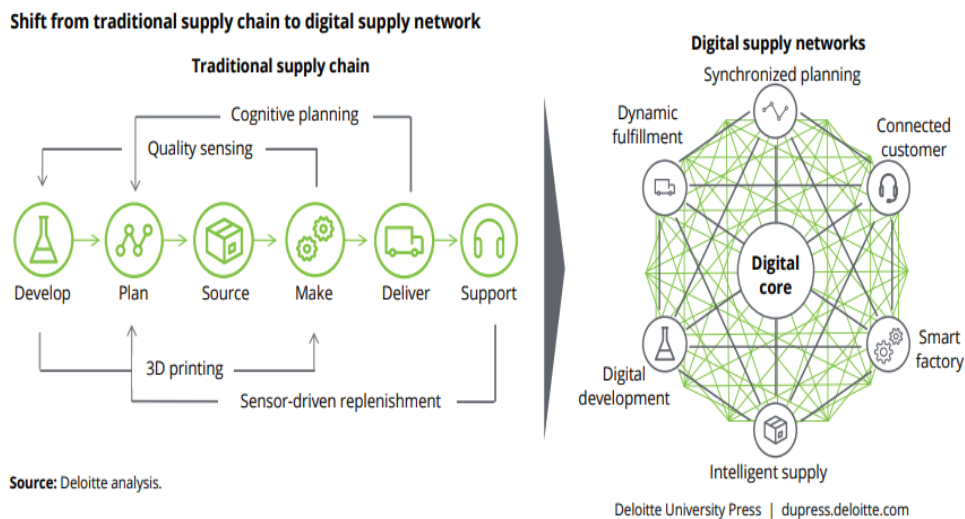 Shift from traditional supply chain to digital supply network
Traditional supply chain
Cognitive planning
Quality sensing
Develop
Plan
Source
Make
Deliver
Support
3D printing
Sensor-driven replenishment
Digital supply networks
Synchronized planning
Dynamic
fulfillment
Connected
customer
Digital
core
Smart
factory
Digital
development
Intelligent supply
Source: Deloitte analysis.
Deloitte University Press | dupress.deloitte.com